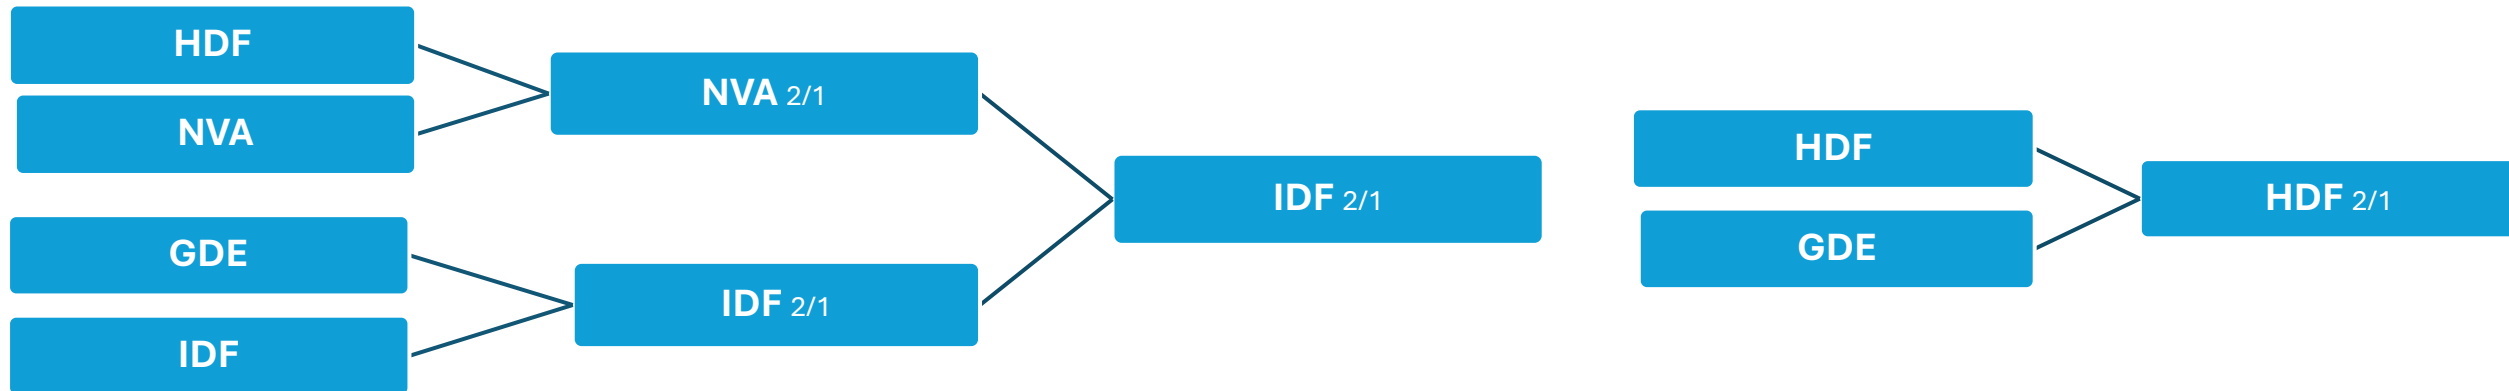 HDF
NVA
GDE
IDF
NVA 2/1
IDF 2/1
IDF 2/1
HDF
GDE
HDF 2/1